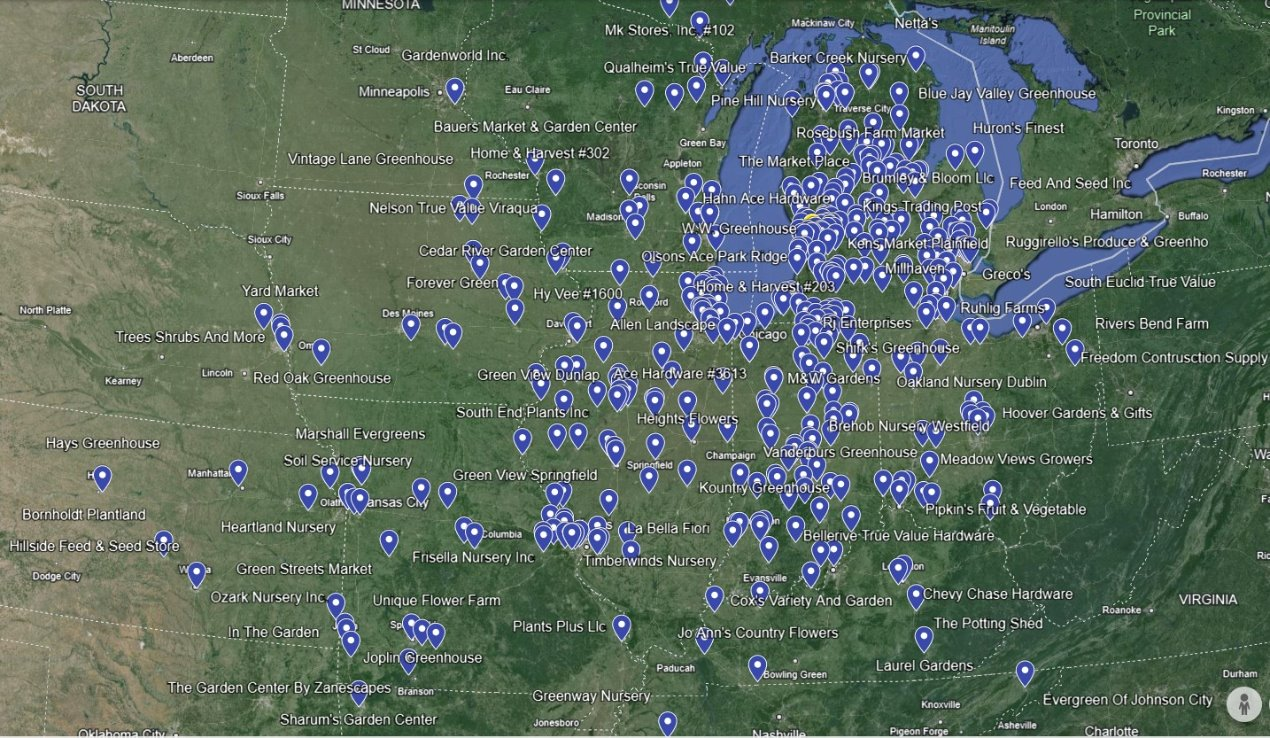 MINNESOTA
Mackinaw City
Netta's
Manitoulin
Island
Provincial
Park
Mk Stores Inc #102
St Cloud
Gardenworld Inc.
Aberdeen
Barker Creek Nursery
Qualheim's True Value
SOUTH
DAKOTA
Minneapolis
Eau Claire
Pine Hill Nursery
Blue Jay Valley Greenhouse
Traverse City
Kingston
Bauers Market & Garden Center
Rosebush Farm Market
Huron's Finest
Green Bay
Toronto
Vintage Lane Greenhouse
Home & Harvest #302
Appleton
The Market Place
Rochester
Brumley & Bloom Llc
Feed And Seed Inc
Rochester
Sioux Falls
Hahn Ace Hardware
Kings Trading Post
London
Nelson True Value Viraqua
Madison
Hamilton
Buffalo
W.W. Greenhouse
Sioux City
Kens Market Plainfield
Ruggirello's Produce & Greenho
Cedar River Garden Center
Olsons Ace Park Ridge
Millhaven
Greco's
Forever Green
Home & Harvest #203
South Euclid True Value
Yard Market
Hy Vee #1600
North Platte
Des Moines
Ruhlig Farms
Allen Landscape
Rj Enterprises
Rivers Bend Farm
Trees Shrubs And More
Chicago
Shirk's Greenhouse
Freedom Contrusction Supply
Lincoln
Kearney
Red Oak Greenhouse
Green View Dunlap
Ace Hardware #3613
M&W Gardens
Oakland Nursery Dublin
South End Plants Inc
Heights Flowers
Hoover Gardens & Gifts
Brehob Nursery Westfield
Marshall Evergreens
Hays Greenhouse
Champaign
Vanderburs Greenhouse
Soil Service Nursery
Springfield
Meadow Views Growers
Green View Springfield
Kountry Greenhouse
Kansas City
Bornholdt Plantland
Pipkin's Fruit & Vegetable
Heartland Nursery
La Bella Fiori
Columbia
Bellerive True Value Hardware
Hillside Feed & Seed Store
Frisella Nursery Inc
Timberwinds Nursery
Dodge City
Green Streets Market
Evansville
Ozark Nursery Inc.
Unique Flower Farm
Cox's Variety And Garden
Chevy Chase Hardware
VIRGINIA
Roanoke
In The Garden
Plants Plus Llc
Jo Ann's Country Flowers
The Potting Shed
Joplin Greenhouse
Paducah
Bowling Green
Laurel Gardens
Durham
The Garden Center By Zanescapes
Branson
Greenway Nursery
Knoxville
Evergreen Of Johnson City
Sharum's Garden Center
Jonesboro
Asheville
Oklahoma City
Nashville
Pigeon Forge
Charlotte